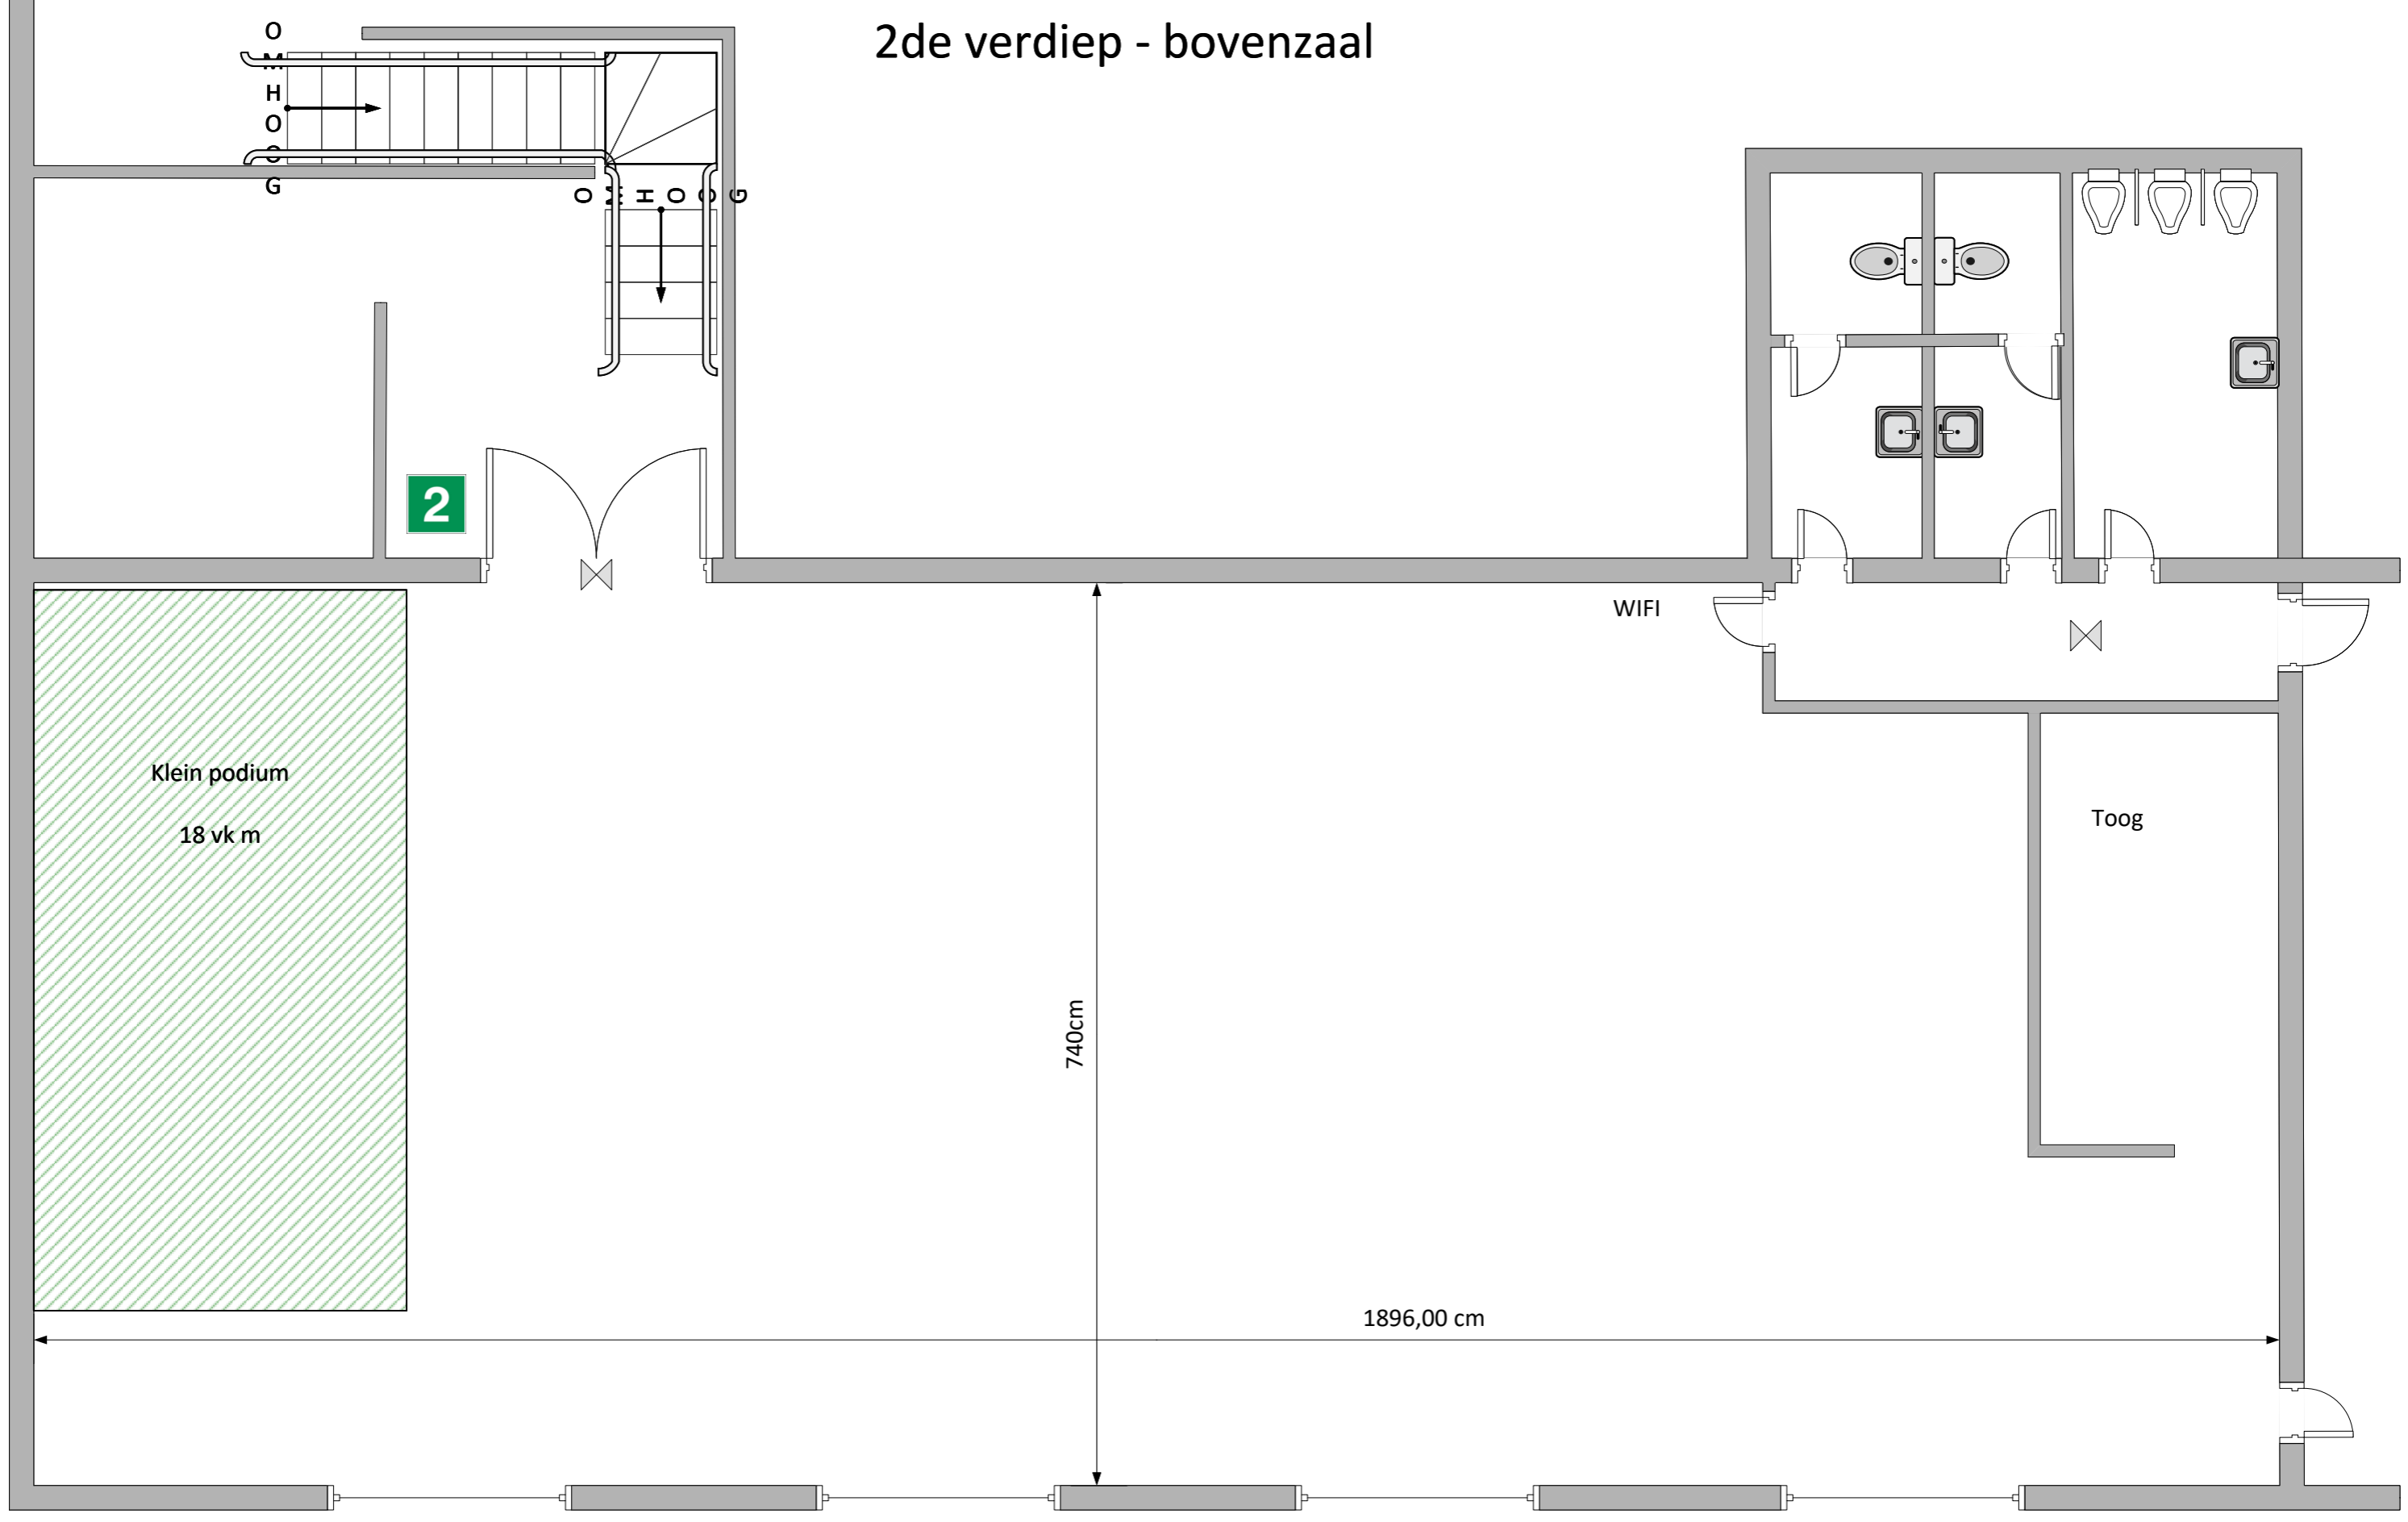 2de verdiep - bovenzaal
OMHOOG
OMHOOG
2
WIFI
Klein podium
18 vk m
Toog
740cm
1896,00 cm